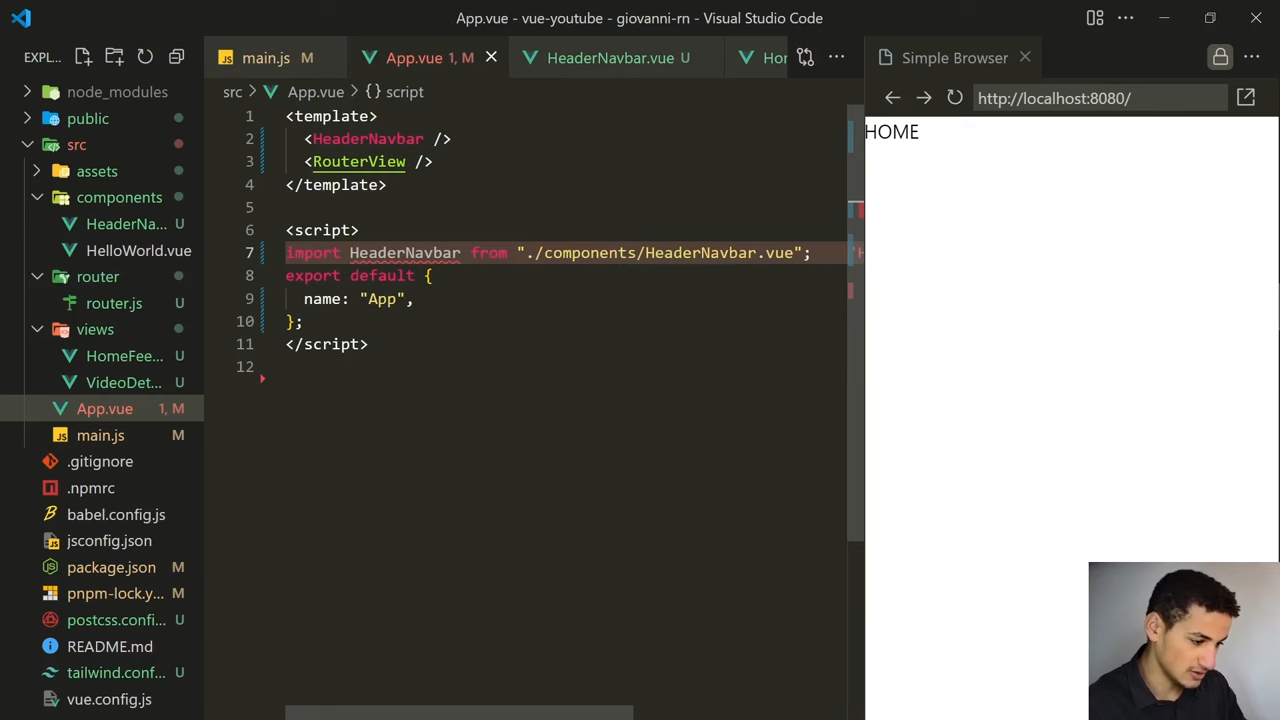 App.vue - vue-youtube - giovanni-rn - Visual Studio Code
EXPL...
main.js M
App.vue 1, M
HeaderNavbar.vue U
Hor
Simple Browser
http://localhost:8080/
src > App.vue > {} script
node_modules
public
src
assets
components
HeaderNa... U
HelloWorld.vue
router
router.js U
views
HomeFee... U
VideoDet... U
App.vue 1, M
main.js M
.gitignore
.npmrc
babel.config.js
jsconfig.json
package.json M
pnpm-lock.y... M
postcss.confi... U
README.md
tailwind.conf... U
vue.config.js
1 <template>
2 <HeaderNavbar />
3 <RouterView />
4 </template>
5
6 <script>
7 import HeaderNavbar from "./components/HeaderNavbar.vue"; "H
8 export default {
9 name: "App",
10 };
11 </script>
12
HOME